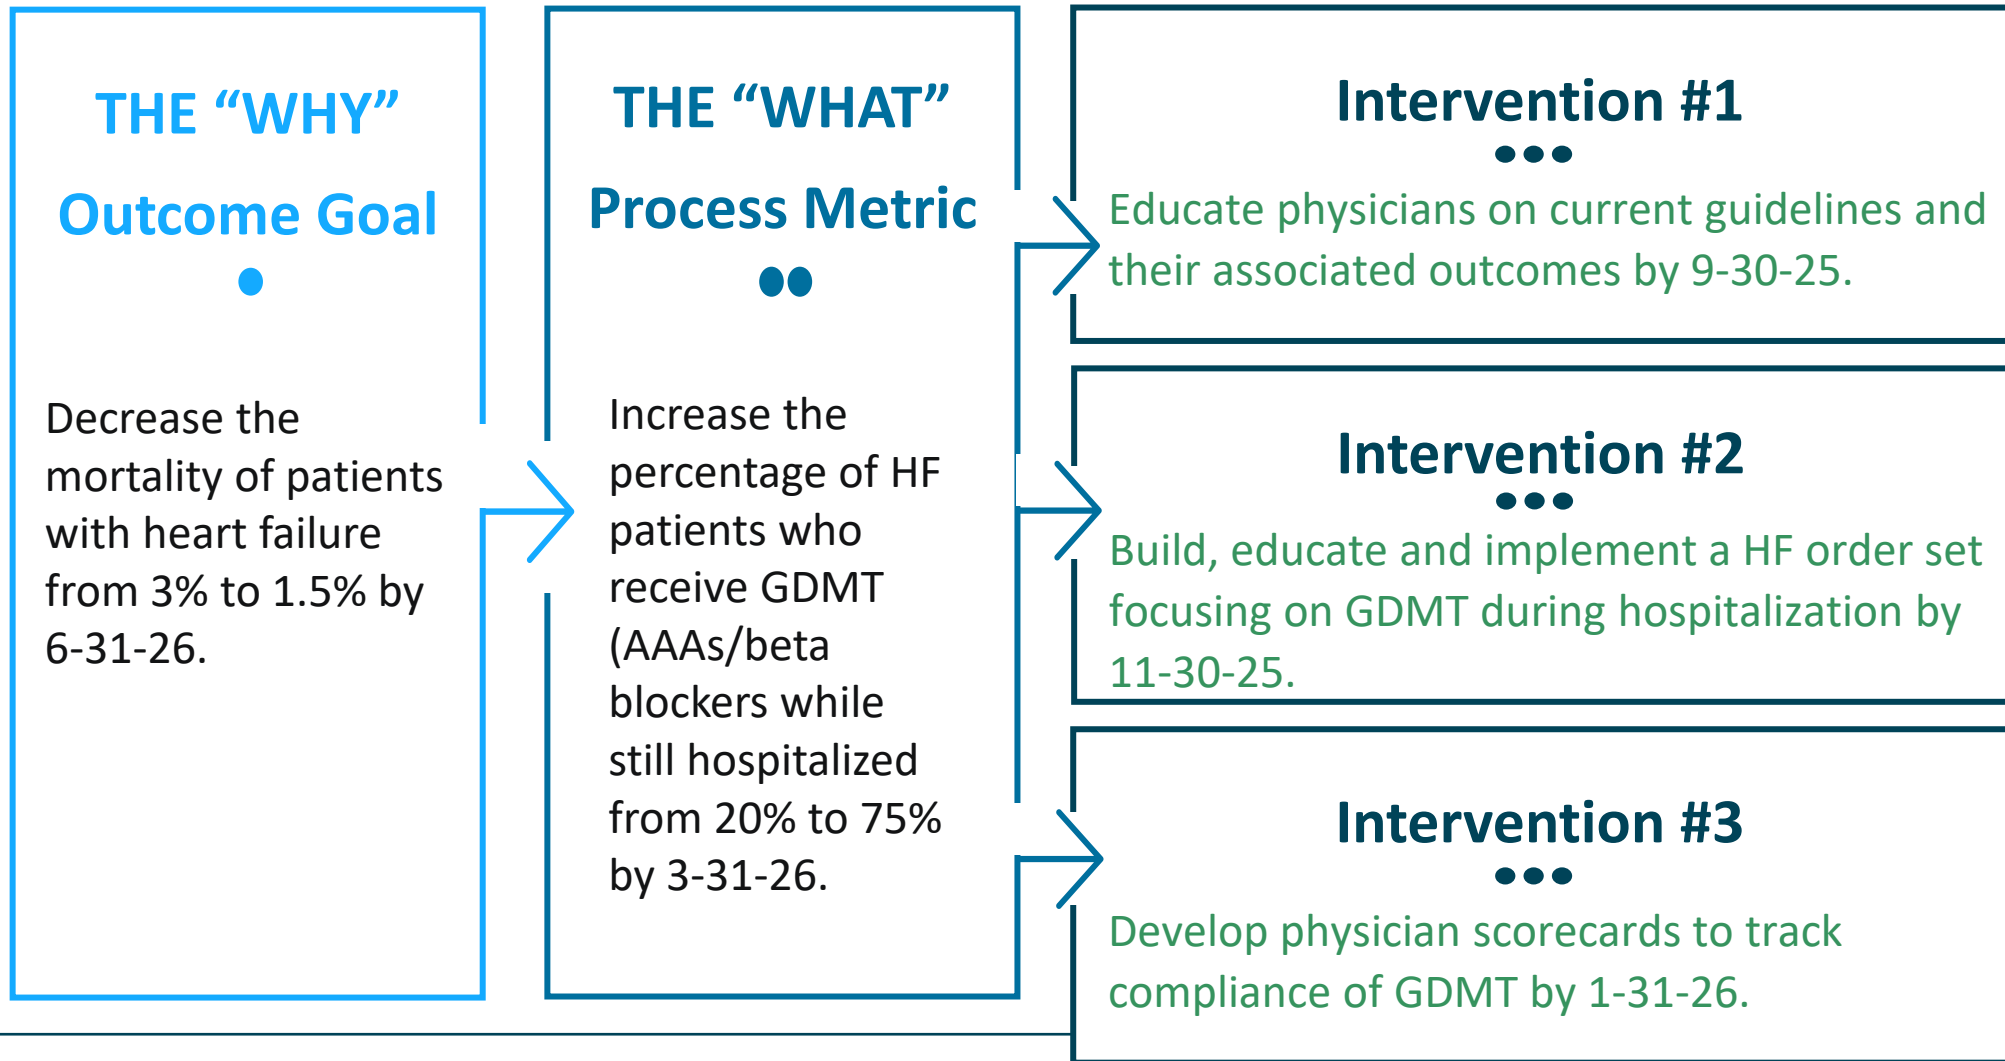 THE “WHY”
Outcome Goal
Decrease the
mortality of patients
with heart failure
from 3% to 1.5% by
6-31-26.
THE “WHAT”
Process Metric
Increase the
percentage of HF
patients who
receive GDMT
(AAAs/beta
blockers while
still hospitalized
from 20% to 75%
by 3-31-26.
Intervention #1
Educate physicians on current guidelines and
their associated outcomes by 9-30-25.
Intervention #2
Build, educate and implement a HF order set
focusing on GDMT during hospitalization by
11-30-25.
Intervention #3
Develop physician scorecards to track
compliance of GDMT by 1-31-26.